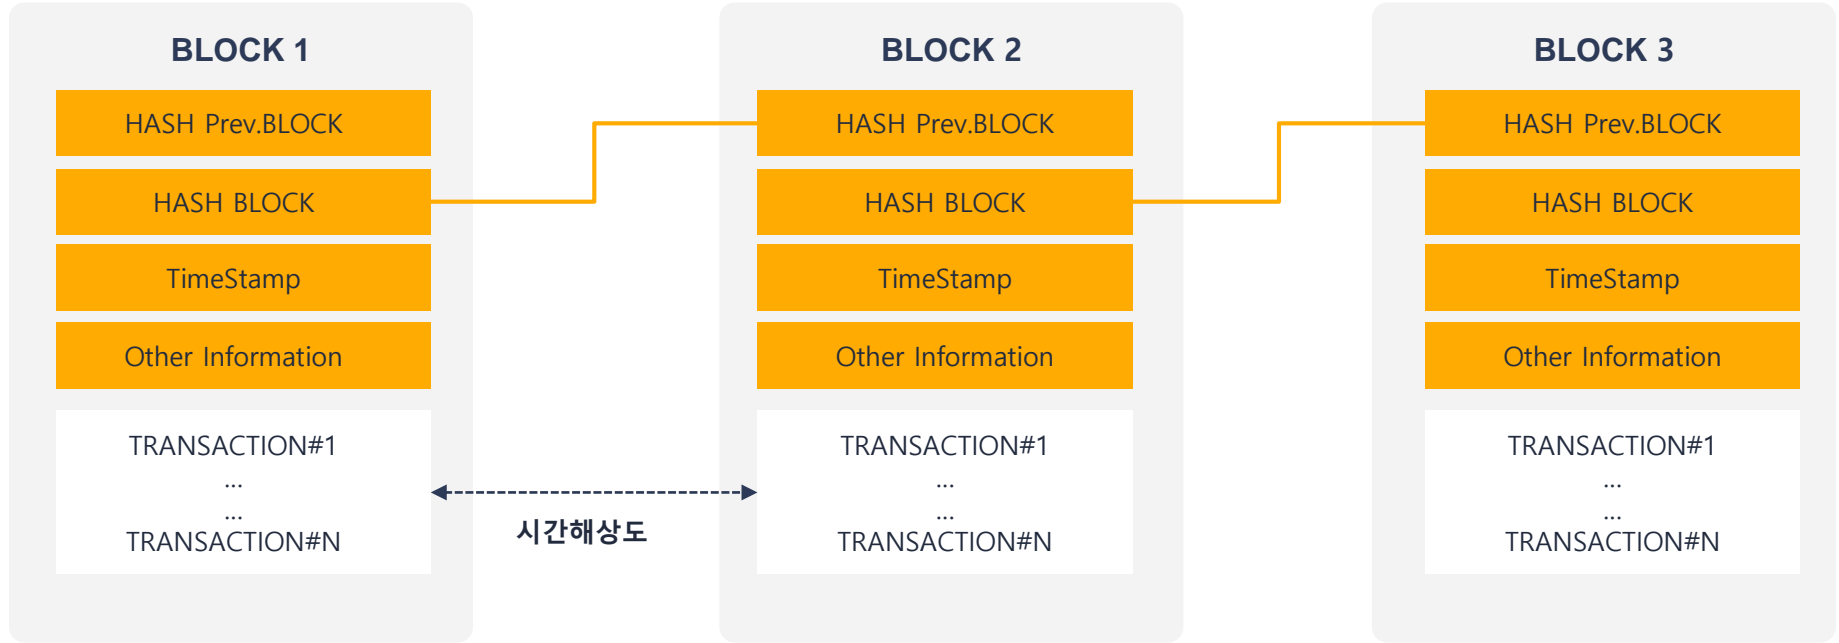 BLOCK 1
HASH Prev.BLOCK
HASH BLOCK
TimeStamp
Other Information
TRANSACTION#1
...
...
TRANSACTION#N
시간해상도
BLOCK 2
HASH Prev.BLOCK
HASH BLOCK
TimeStamp
Other Information
TRANSACTION#1
...
...
TRANSACTION#N
BLOCK 3
HASH Prev.BLOCK
HASH BLOCK
TimeStamp
Other Information
TRANSACTION#1
...
...
TRANSACTION#N